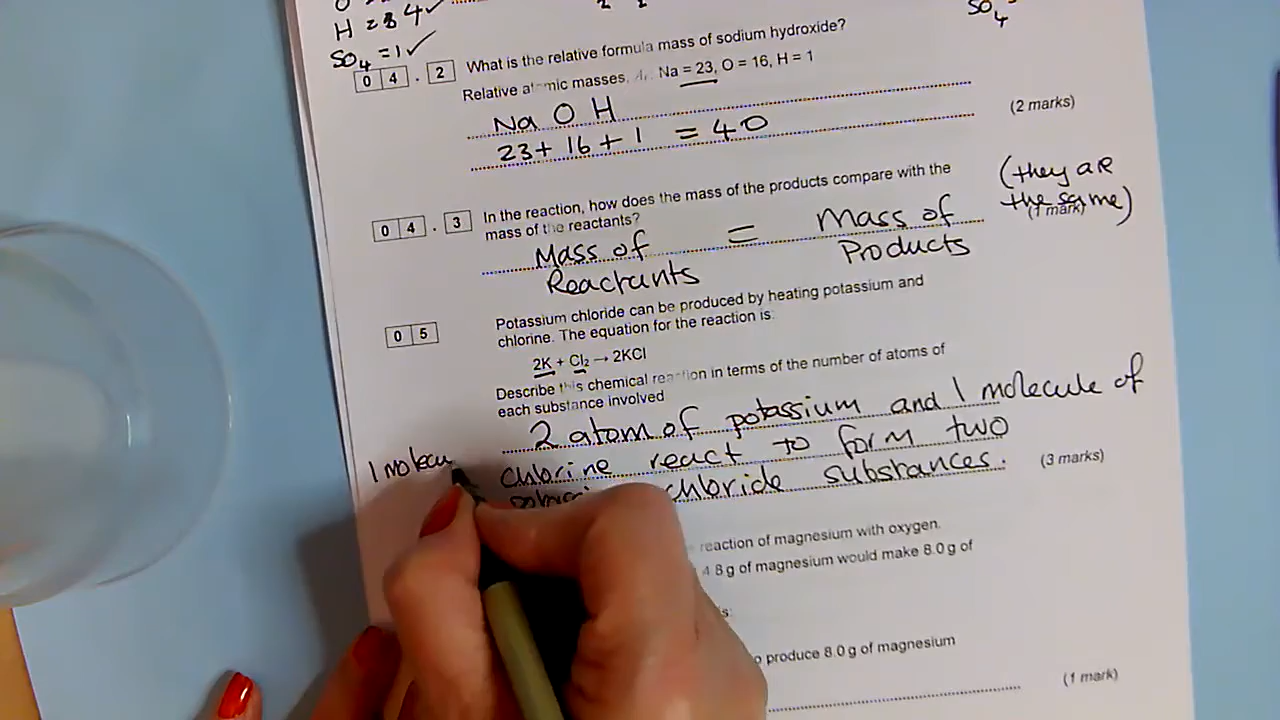 H = 8 4 ✓
SO4 = 1 ✓
SO4
04.2 What is the relative formula mass of sodium hydroxide?
Relative atomic masses, Ar Na = 23, O = 16, H = 1
Na O H
(2 marks)
23 + 16 + 1 = 40
04.3 In the reaction, how does the mass of the products compare with the
mass of the reactants?
(they are
the same)
(1 mark)
Mass of = Mass of
Reactants Products
05 Potassium chloride can be produced by heating potassium and
chlorine. The equation for the reaction is:
2K + Cl2 → 2KCl
Describe this chemical reaction in terms of the number of atoms of
each substance involved
2 atom of potassium and 1 molecule of
chlorine react to form two
1 molecu
chloride substances.
(3 marks)
reaction of magnesium with oxygen.
4.8 g of magnesium would make 8.0 g of
produce 8.0 g of magnesium
(1 mark)